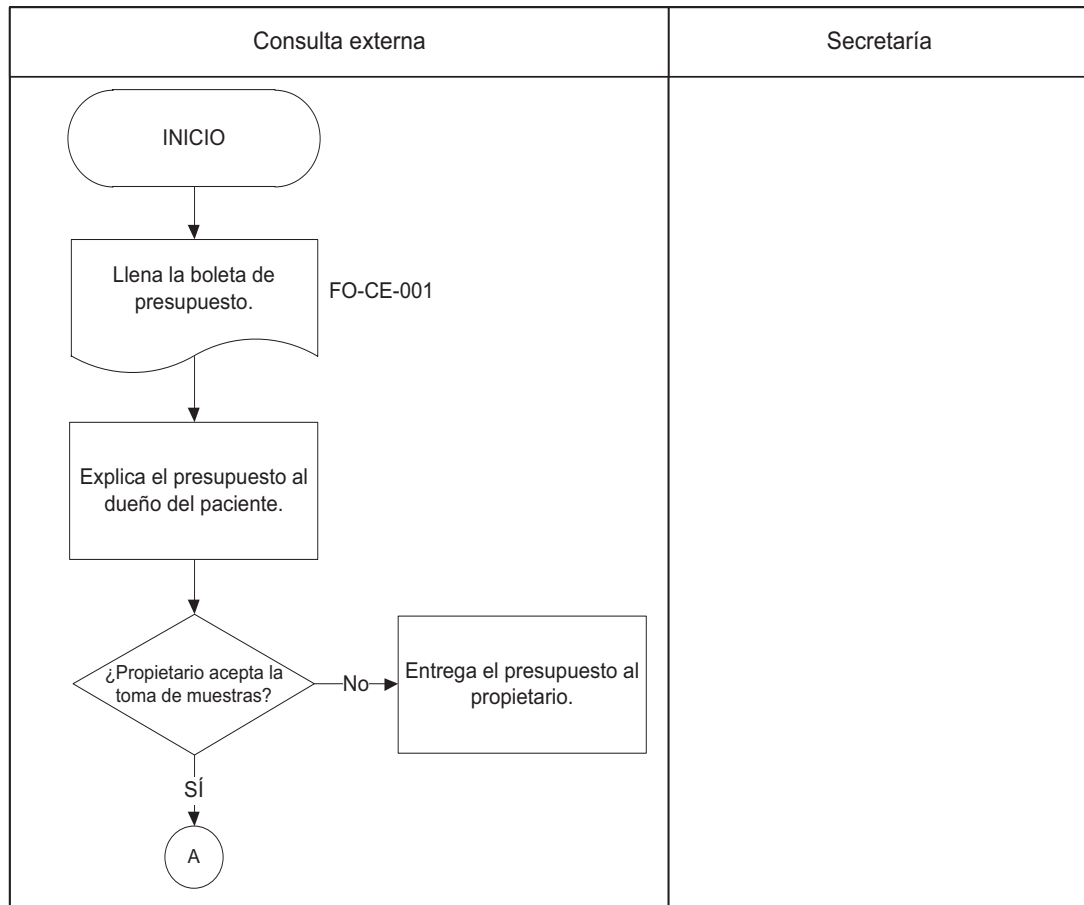 Consulta externa
Secretaría
INICIO
Llena la boleta de
presupuesto.
FO-CE-001
Explica el presupuesto al
dueño del paciente.
¿Propietario acepta la
toma de muestras?
No
Entrega el presupuesto al
propietario.
SÍ
A